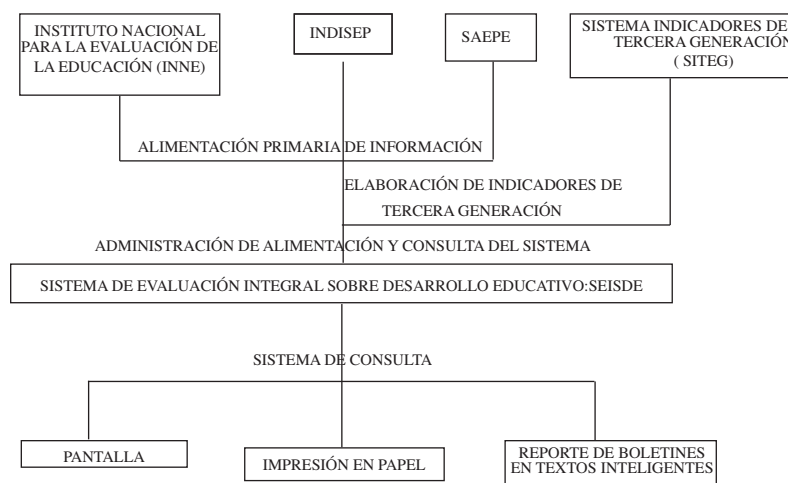 INSTITUTO NACIONAL
PARA LA EVALUACIÓN DE
LA EDUCACIÓN (INNE)
INDISEP
SAEPE
SISTEMA INDICADORES DE
TERCERA GENERACIÓN
( SITEG)
ALIMENTACIÓN PRIMARIA DE INFORMACIÓN
ELABORACIÓN DE INDICADORES DE
TERCERA GENERACIÓN
ADMINISTRACIÓN DE ALIMENTACIÓN Y CONSULTA DEL SISTEMA
SISTEMA DE EVALUACIÓN INTEGRAL SOBRE DESARROLLO EDUCATIVO:SEISDE
SISTEMA DE CONSULTA
PANTALLA
IMPRESIÓN EN PAPEL
REPORTE DE BOLETINES
EN TEXTOS INTELIGENTES